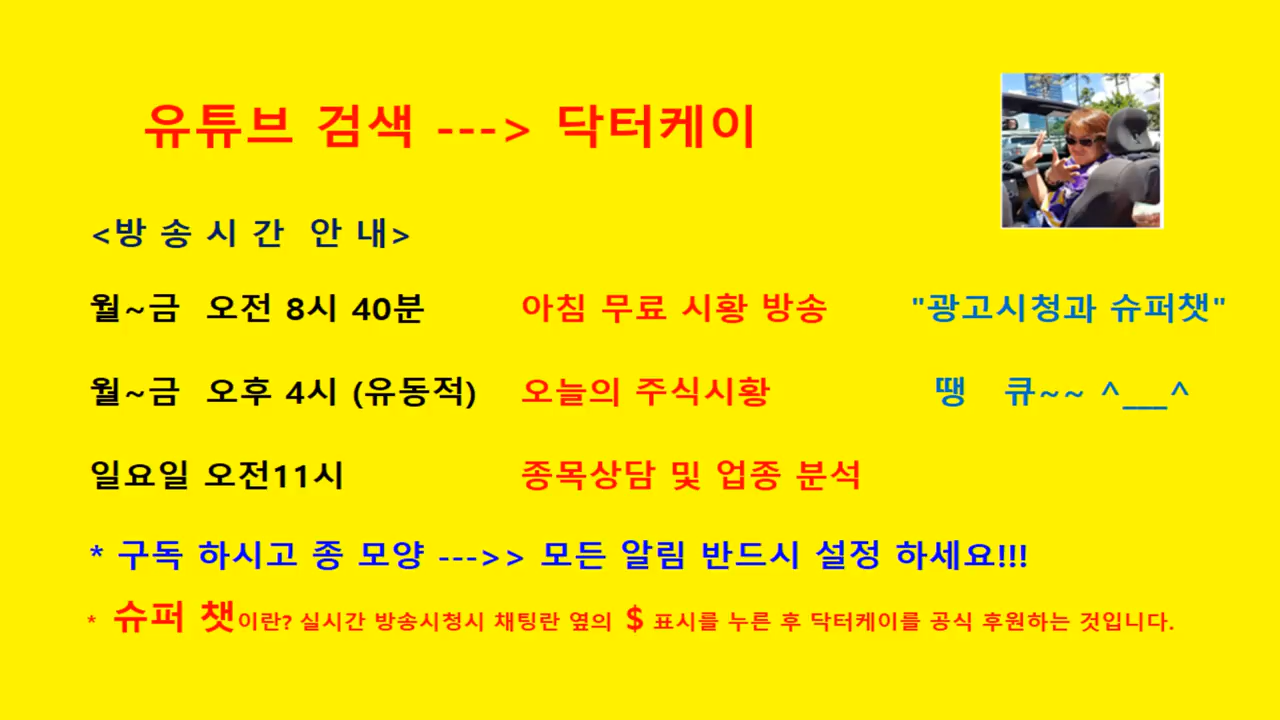 유튜브 검색 ---> 닥터케이
<방 송 시 간 안 내>
월~금 오전 8시 40분 아침 무료 시황 방송 "광고시청과 슈퍼챗"
월~금 오후 4시 (유동적) 오늘의 주식시황 땡 큐~~ ^___^
일요일 오전11시 종목상담 및 업종 분석
* 구독 하시고 종 모양 --->> 모든 알림 반드시 설정 하세요!!!
* 슈퍼 챗이란? 실시간 방송시청시 채팅란 옆의 $ 표시를 누른 후 닥터케이를 공식 후원하는 것입니다.